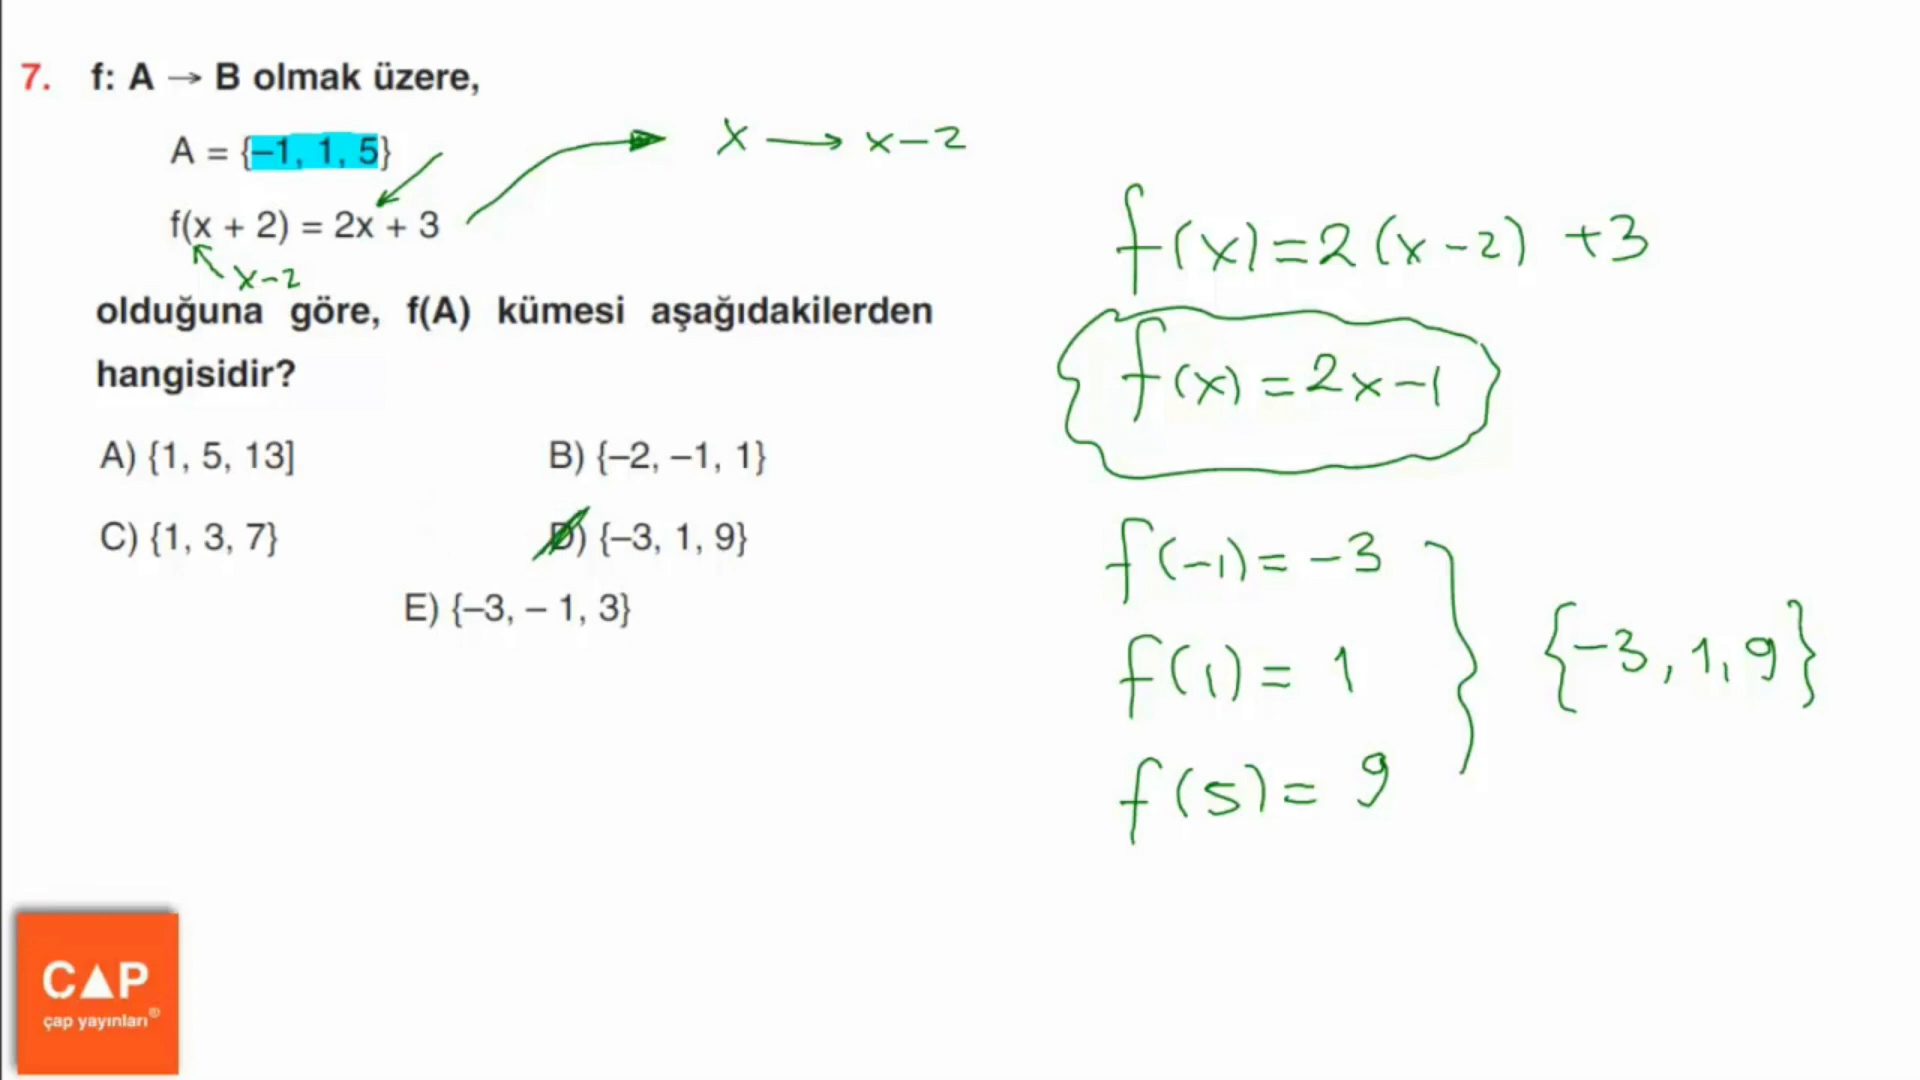 7. f: A → B olmak üzere,
A = {–1, 1, 5}
x → x-2
f(x + 2) = 2x + 3
x-2
olduğuna göre, f(A) kümesi aşağıdakilerden
hangisidir?
A) {1, 5, 13]
B) {–2, –1, 1}
C) {1, 3, 7}
D) {–3, 1, 9}
E) {–3, – 1, 3}
f(x)=2(x-2)+3
f(x)=2x-1
f(-1)=-3
f(1)=1
f(5)=9
{-3, 1, 9}
ÇAP
çap yayınları®